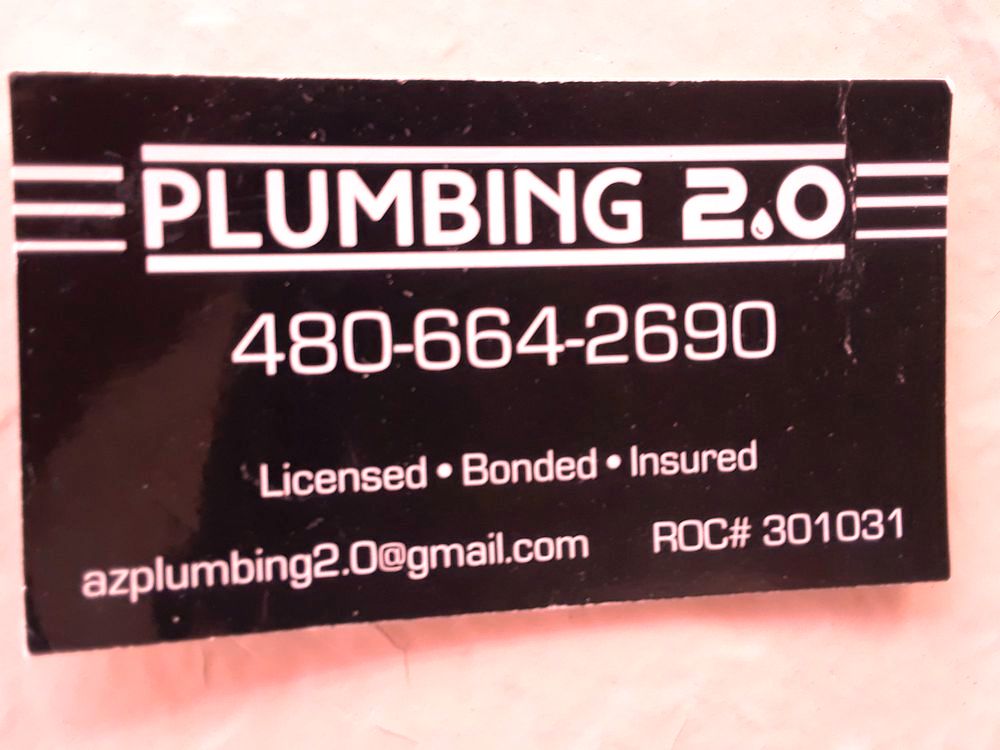 PLUMBING 2.0
480-664-2690
Licensed • Bonded • Insured
azplumbing2.0@gmail.com ROC# 301031